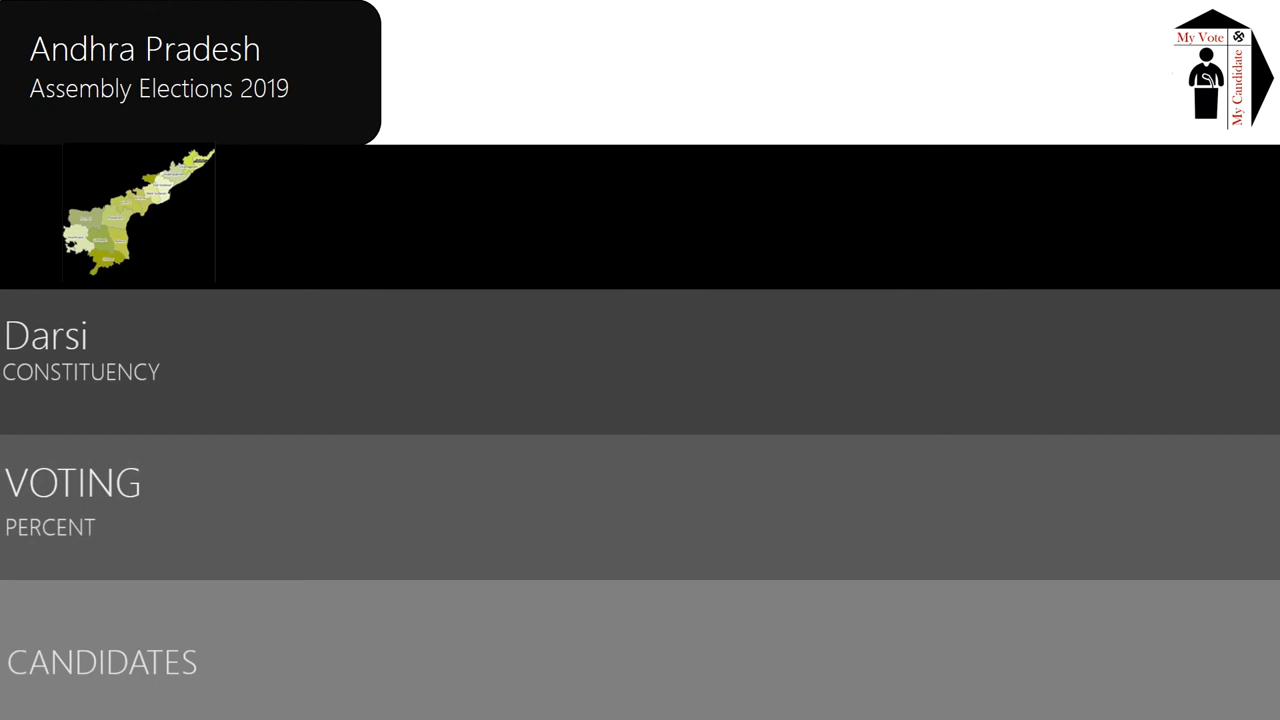 Andhra Pradesh
Assembly Elections 2019
My Vote
My Candidate
Darsi
CONSTITUENCY
VOTING
PERCENT
CANDIDATES